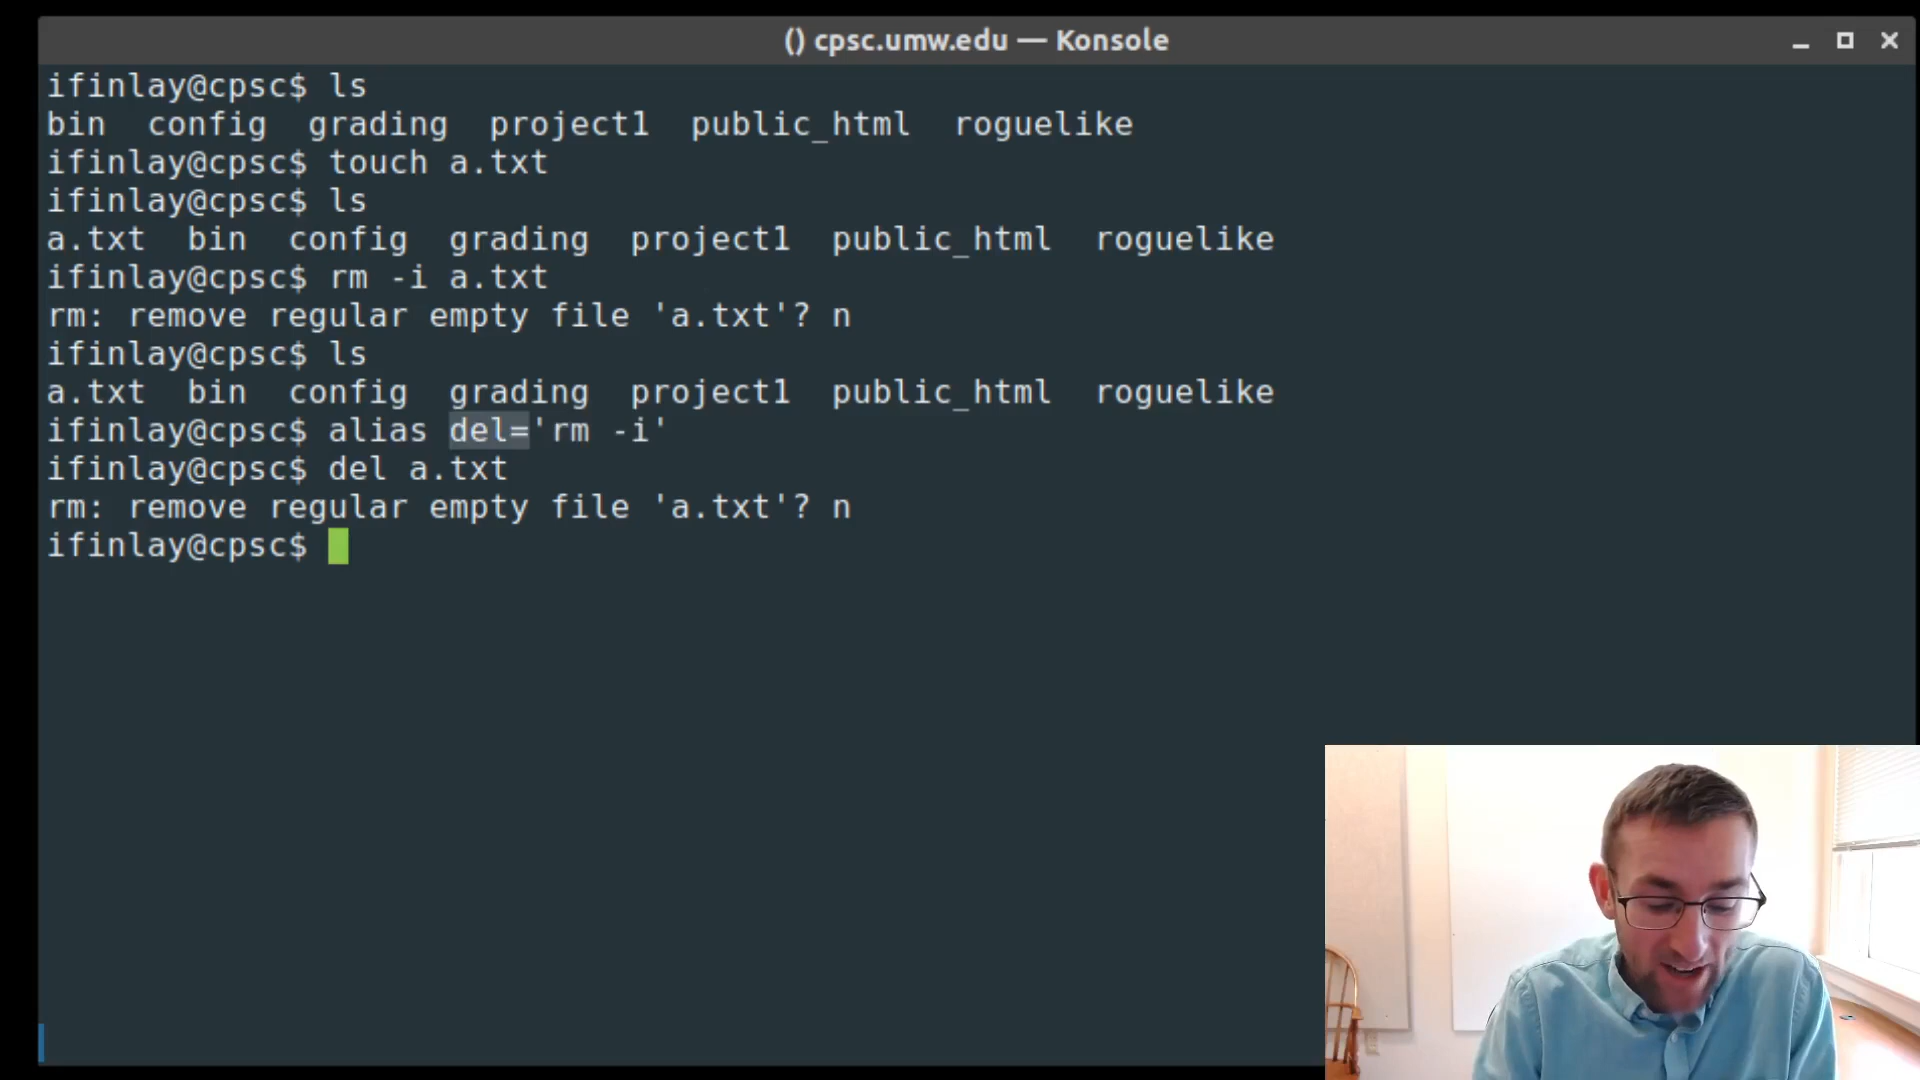 () cpsc.umw.edu — Konsole
ifinlay@cpsc$ ls
bin  config  grading  project1  public_html  roguelike
ifinlay@cpsc$ touch a.txt
ifinlay@cpsc$ ls
a.txt  bin  config  grading  project1  public_html  roguelike
ifinlay@cpsc$ rm -i a.txt
rm: remove regular empty file 'a.txt'? n
ifinlay@cpsc$ ls
a.txt  bin  config  grading  project1  public_html  roguelike
ifinlay@cpsc$ alias del='rm -i'
ifinlay@cpsc$ del a.txt
rm: remove regular empty file 'a.txt'? n
ifinlay@cpsc$